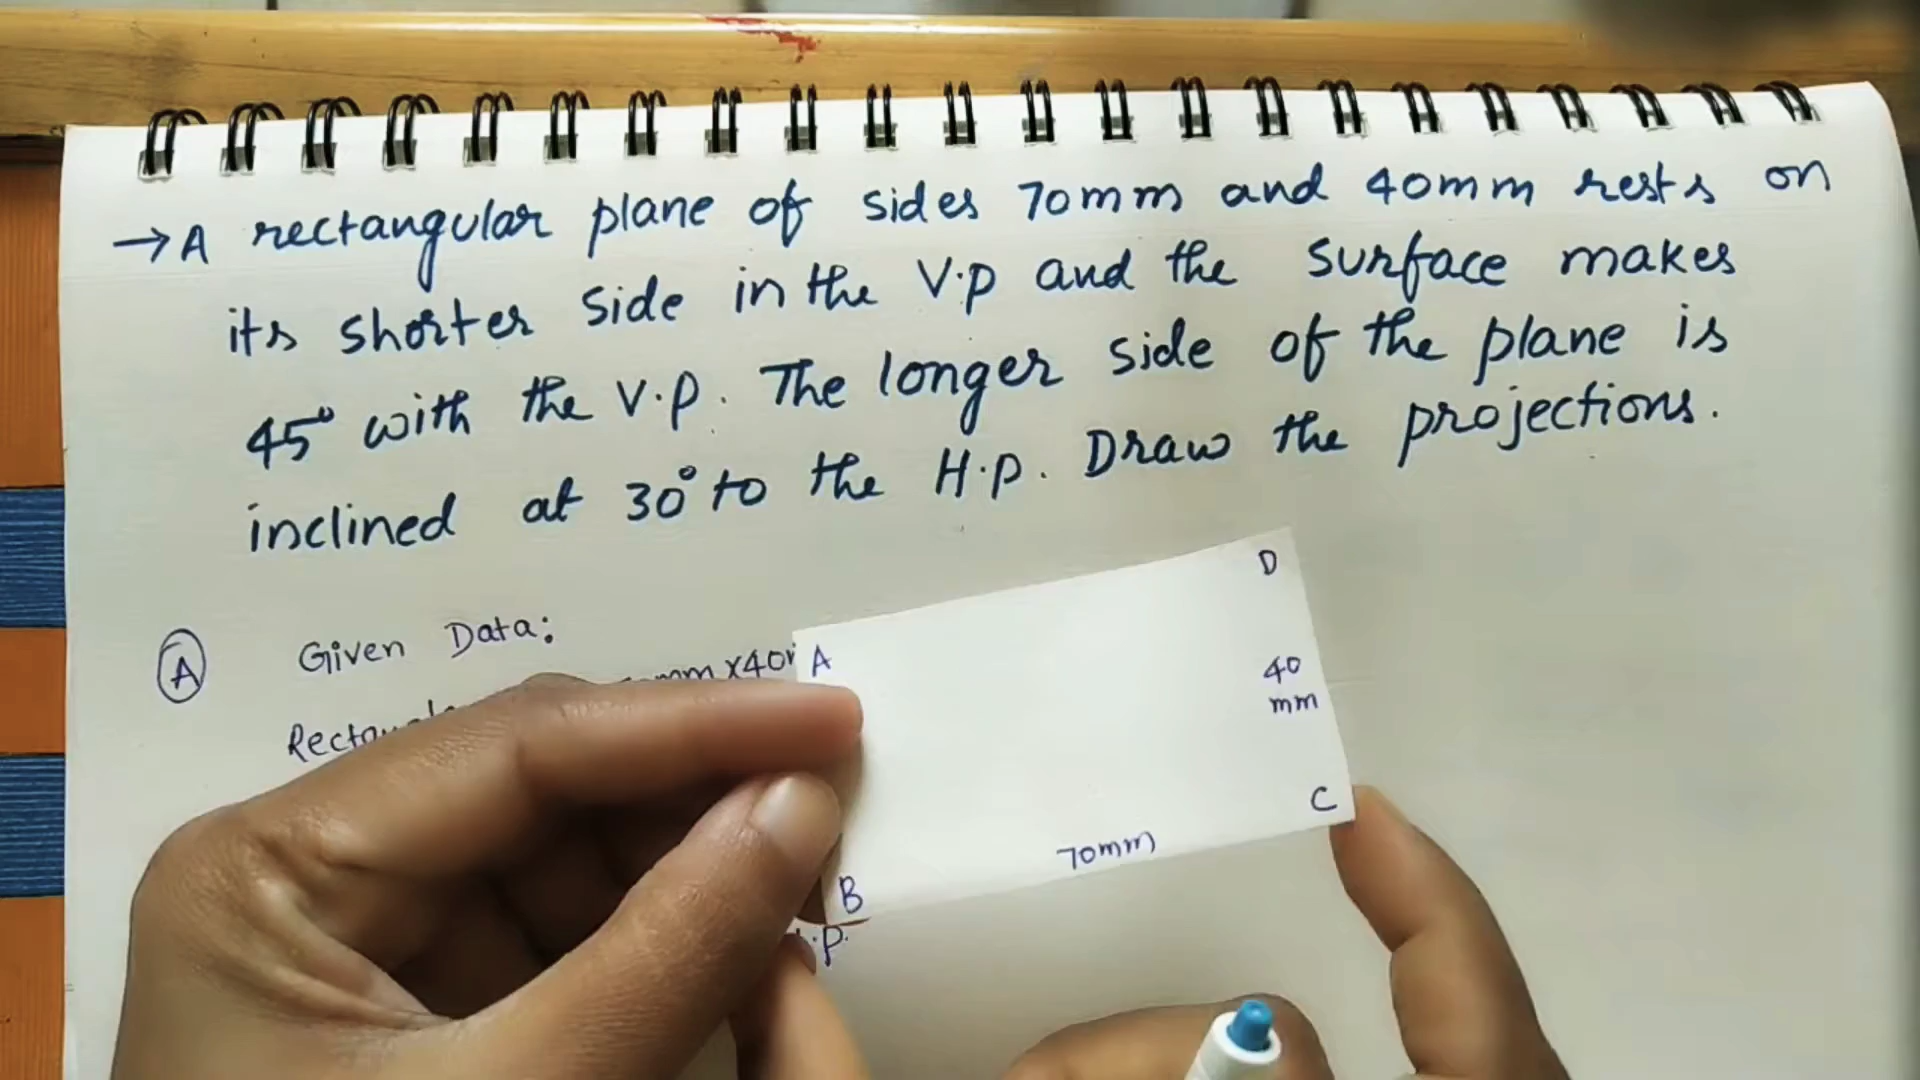 → A rectangular plane of sides 70mm and 40mm rests on
its shorter side in the V.P and the surface makes
45° with the V.P. The longer side of the plane is
inclined at 30° to the H.P. Draw the projections.
A Given Data:
mm x40
A
D
40
mm
C
70mm
B
.P.